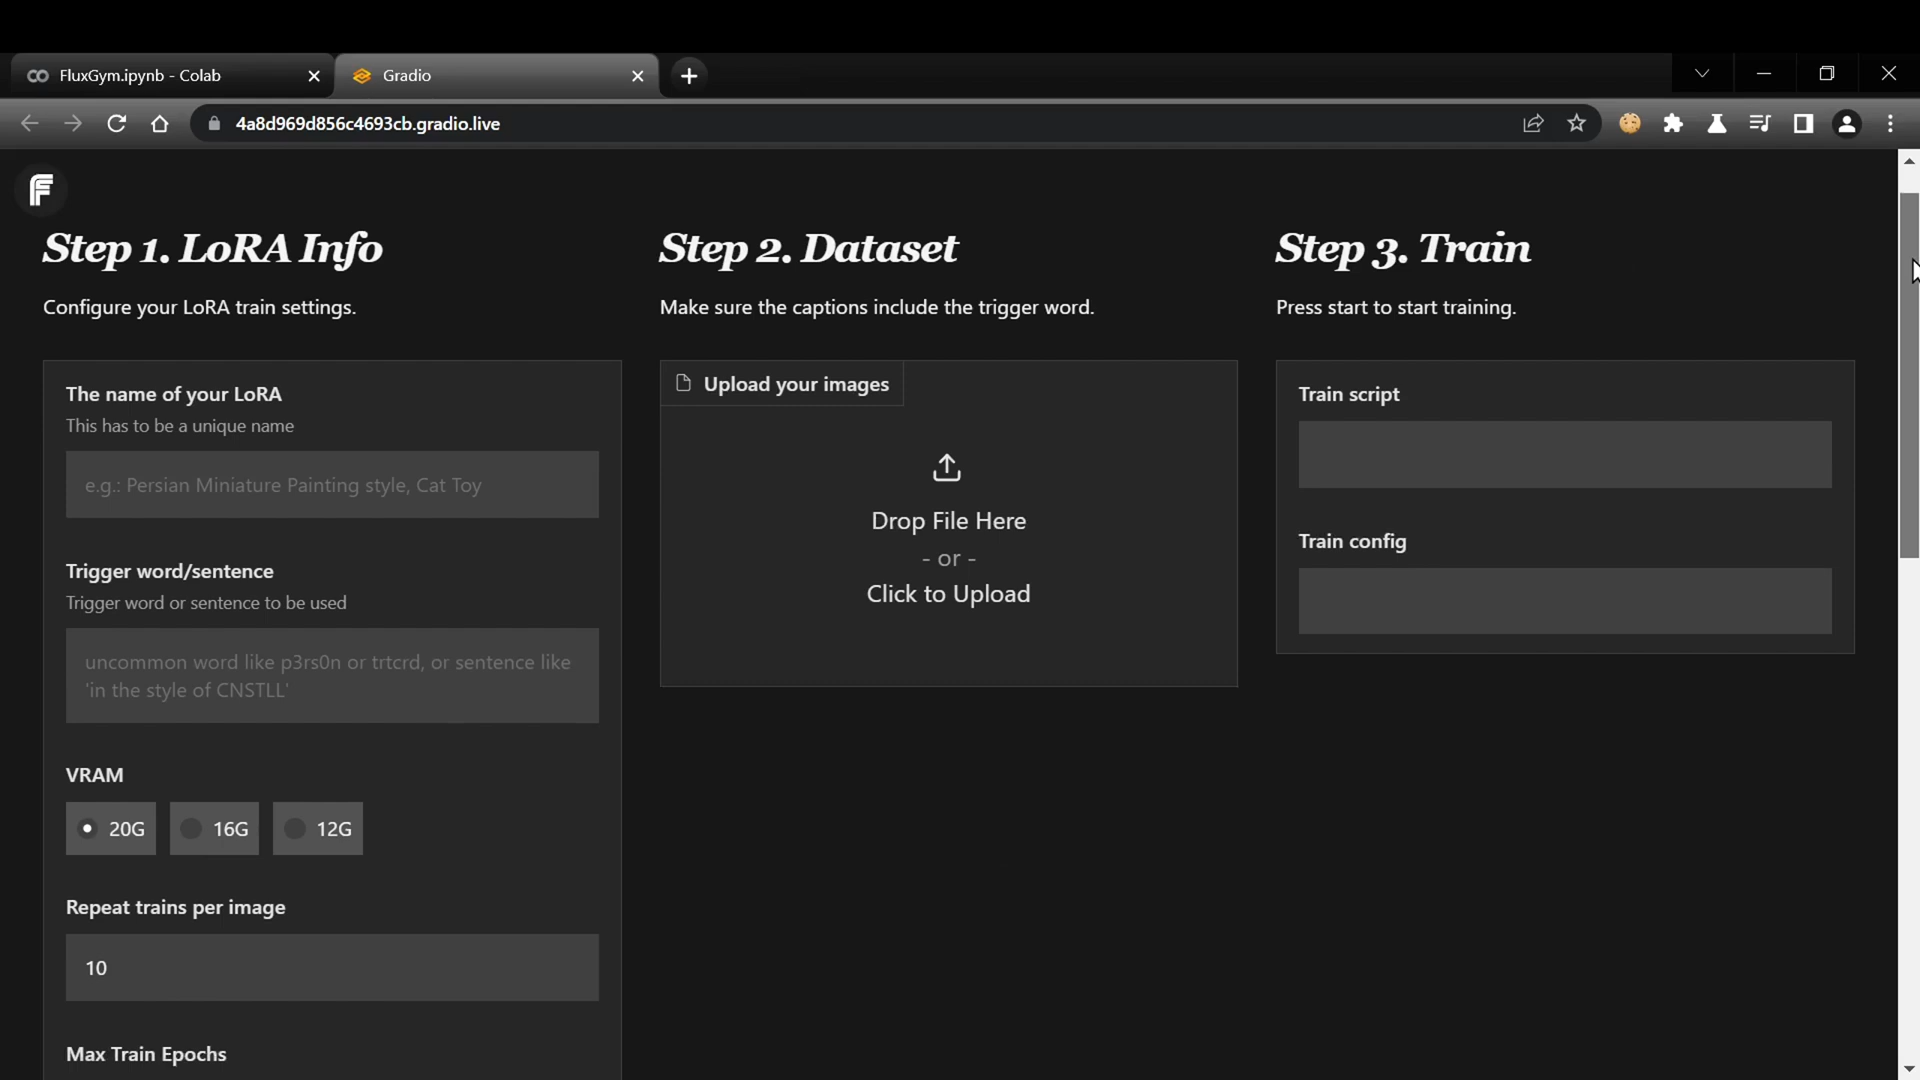 FluxGym.ipynb - Colab
Gradio
4a8d969d856c4693cb.gradio.live
Step 1. LoRA Info
Configure your LoRA train settings.
The name of your LoRA
This has to be a unique name
e.g.: Persian Miniature Painting style, Cat Toy
Trigger word/sentence
Trigger word or sentence to be used
uncommon word like p3rs0n or trtcrd, or sentence like
'in the style of CNSTLL'
VRAM
20G
16G
12G
Repeat trains per image
10
Max Train Epochs
Step 2. Dataset
Make sure the captions include the trigger word.
Upload your images
Drop File Here
- or -
Click to Upload
Step 3. Train
Press start to start training.
Train script
Train config